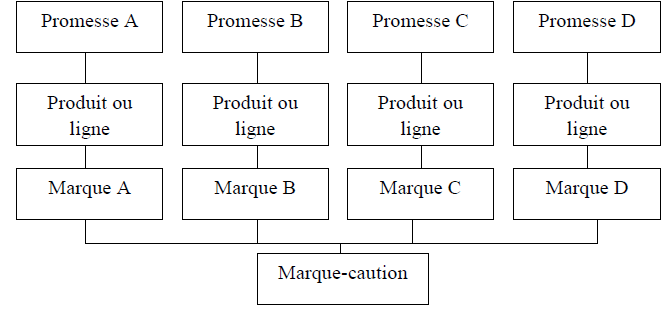 Promesse A
Promesse B
Promesse C
Promesse D
Produit ou
ligne
Produit ou
ligne
Produit ou
ligne
Produit ou
ligne
Marque A
Marque B
Marque C
Marque D
Marque-caution